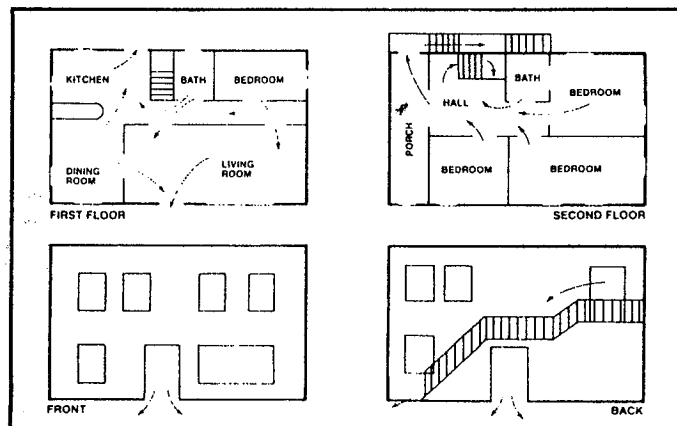 KITCHEN
BATH
BEDROOM
DINING
ROOM
LIVING
ROOM
FIRST FLOOR
HALL
BATH
BEDROOM
PORCH
BEDROOM
BEDROOM
SECOND FLOOR
FRONT
BACK